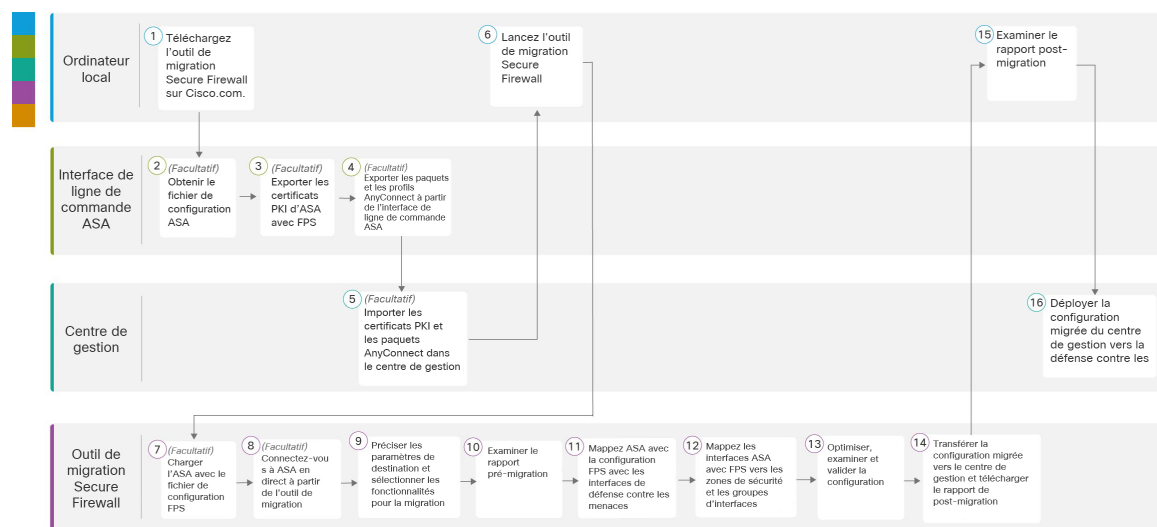 Ordinateur
local
1
Téléchargez
l'outil de
migration
Secure Firewall
sur Cisco.com.
6
Lancez l'outil
de migration
Secure
Firewall
15
Examiner le
rapport post-
migration
Interface de
ligne de
commande
ASA
2
(Facultatif)
Obtenir le
fichier de
configuration
ASA
3
(Facultatif)
Exporter les
certificats
PKI d'ASA
avec FPS
4
(Facultatif)
Exporter les paquets
et les profils
AnyConnect à partir
de l'interface de
ligne de commande
ASA
Centre de
gestion
5
(Facultatif)
Importer les
certificats PKI et
les paquets
AnyConnect dans
le centre de gestion
16
Déployer la
configuration
migrée du centre
de gestion vers la
défense contre les
Outil de
migration
Secure
Firewall
7
(Facultatif)
Charger
l'ASA avec le
fichier de
configuration
FPS
8
(Facultatif)
Connectez-vou
s à ASA en
direct à partir
de l'outil de
migration
9
Préciser les
paramètres de
destination et
sélectionner les
fonctionnalités
pour la migration
10
Examiner le
rapport
pré-migration
11
Mappez ASA avec
la configuration
FPS avec les
interfaces de
défense contre les
menaces
12
Mappez les
interfaces ASA
avec FPS vers les
zones de sécurité
et les groupes
d'interfaces
13
Optimiser,
examiner et
valider la
configuration
14
Transférer la
configuration migrée
vers le centre de
gestion et télécharger
le rapport de
post-migration